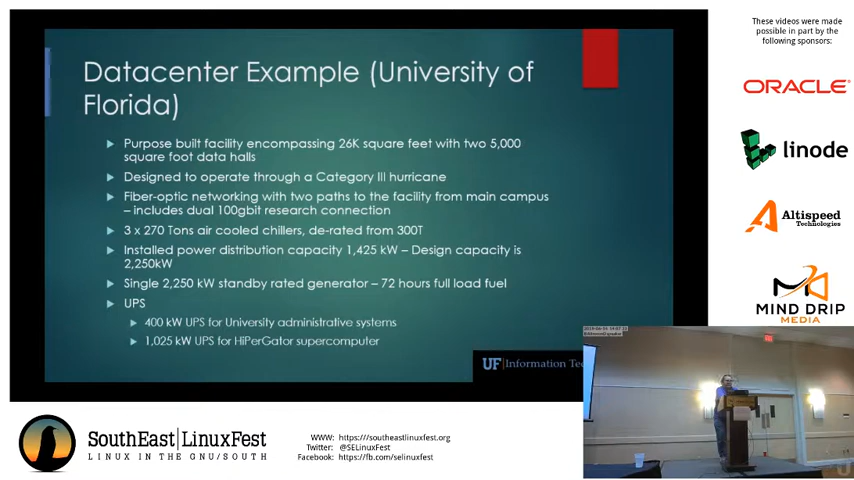 These videos were made
possible in part by the
following sponsors:
ORACLE
linode
Altispeed
Technologies
MIND DRIP
MEDIA
Datacenter Example (University of
Florida)
Purpose built facility encompassing 26K square feet with two 5,000
square foot data halls
Designed to operate through a Category III hurricane
Fiber-optic networking with two paths to the facility from main campus
– includes dual 100gbit research connection
3 x 270 Tons air cooled chillers, de-rated from 300T
Installed power distribution capacity 1,425 kW – Design capacity is
2,250kW
Single 2,250 kW standby rated generator – 72 hours full load fuel
UPS
400 kW UPS for University administrative systems
1,025 kW UPS for HiPerGator supercomputer
UF Information Te
SouthEast LinuxFest
LINUX IN THE GNU/SOUTH
WWW: https://southeastlinuxfest.org
Twitter: @SELinuxFest
Facebook: https://fb.com/selinuxfest